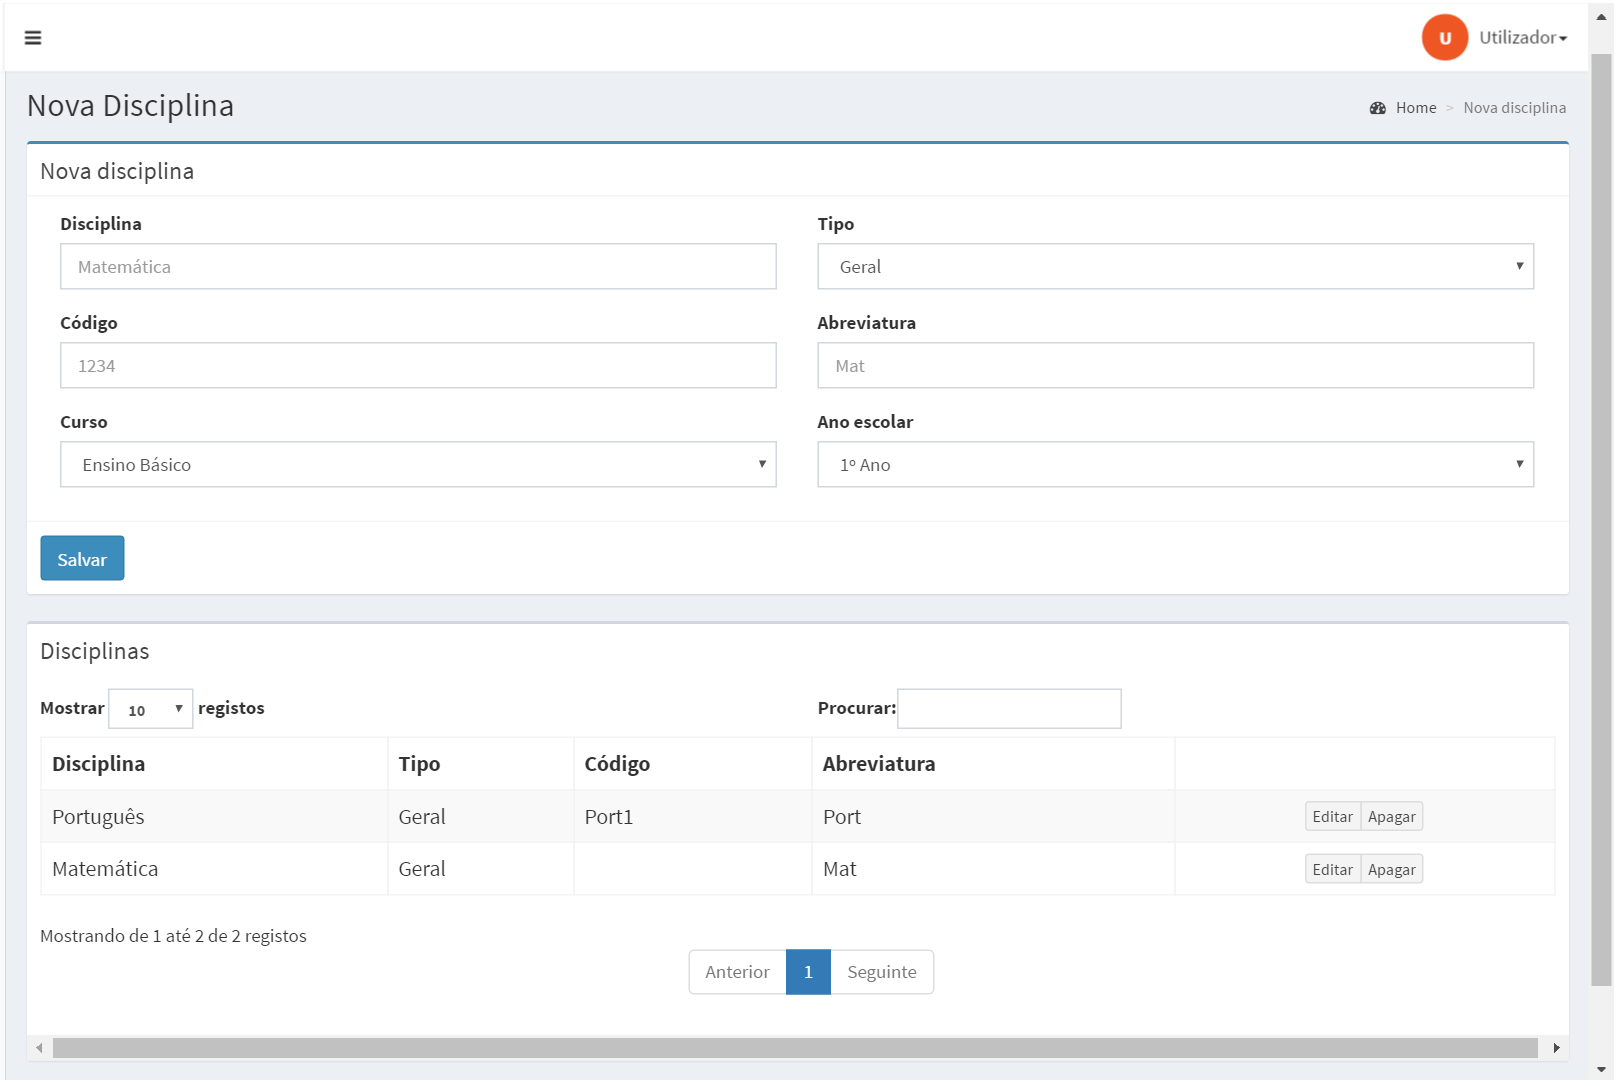 U Utilizador
Nova Disciplina
Home > Nova disciplina
Nova disciplina
Disciplina Tipo
Matemática Geral
Código Abreviatura
1234 Mat
Curso Ano escolar
Ensino Básico 1º Ano
Salvar
Disciplinas
Mostrar 10 registos Procurar:
Disciplina Tipo Código Abreviatura
Português Geral Port1 Port Editar Apagar
Matemática Geral Mat Editar Apagar
Mostrando de 1 até 2 de 2 registos
Anterior 1 Seguinte